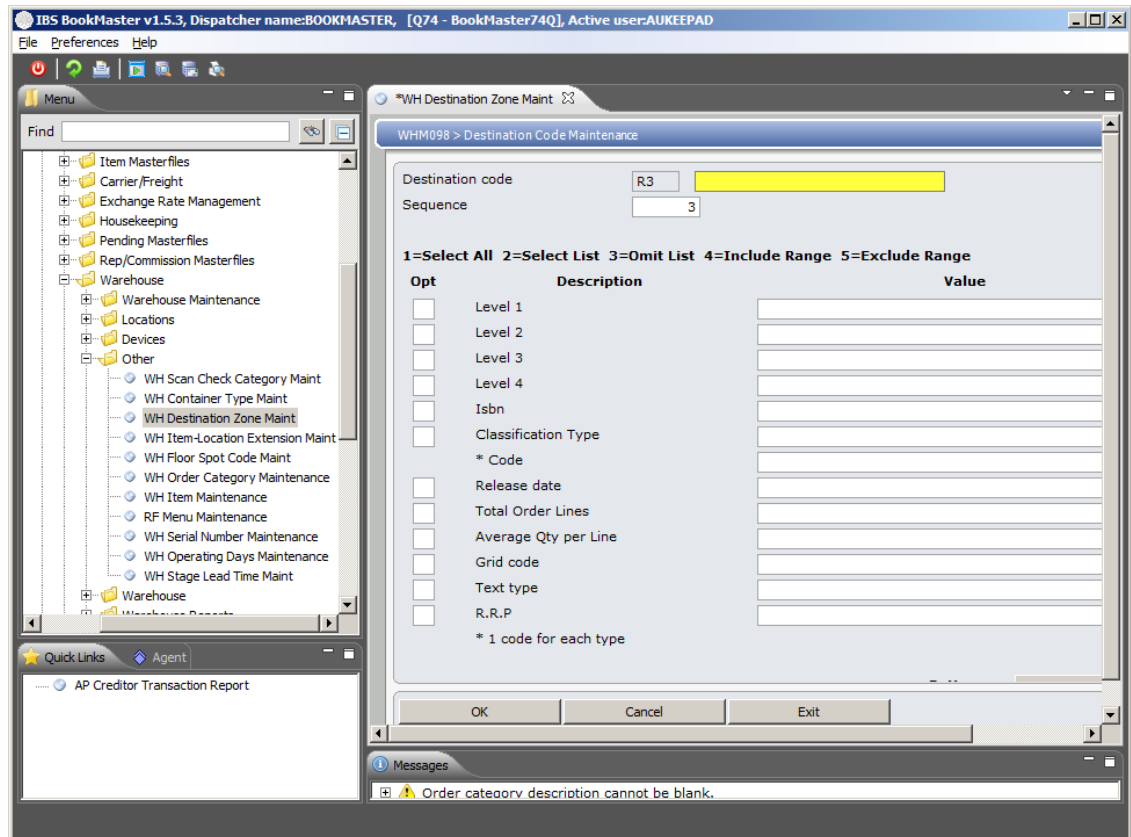 IBS BookMaster v1.5.3, Dispatcher name:BOOKMASTER, [Q74 - BookMaster74Q], Active user:AUKEEPAD
File Preferences Help
Menu
Find
Item Masterfiles
Carrier/Freight
Exchange Rate Management
Housekeeping
Pending Masterfiles
Rep/Commission Masterfiles
Warehouse
Warehouse Maintenance
Locations
Devices
Other
WH Scan Check Category Maint
WH Container Type Maint
WH Destination Zone Maint
WH Item-Location Extension Maint
WH Floor Spot Code Maint
WH Order Category Maintenance
WH Item Maintenance
RF Menu Maintenance
WH Serial Number Maintenance
WH Operating Days Maintenance
WH Stage Lead Time Maint
Warehouse
Warehouse Reports
Quick Links Agent
AP Creditor Transaction Report
*WH Destination Zone Maint
WHM098 > Destination Code Maintenance
Destination code R3
Sequence 3
1=Select All 2=Select List 3=Omit List 4=Include Range 5=Exclude Range
Opt Description Value
Level 1
Level 2
Level 3
Level 4
Isbn
Classification Type
* Code
Release date
Total Order Lines
Average Qty per Line
Grid code
Text type
R.R.P
* 1 code for each type
OK Cancel Exit
Messages
Order category description cannot be blank.